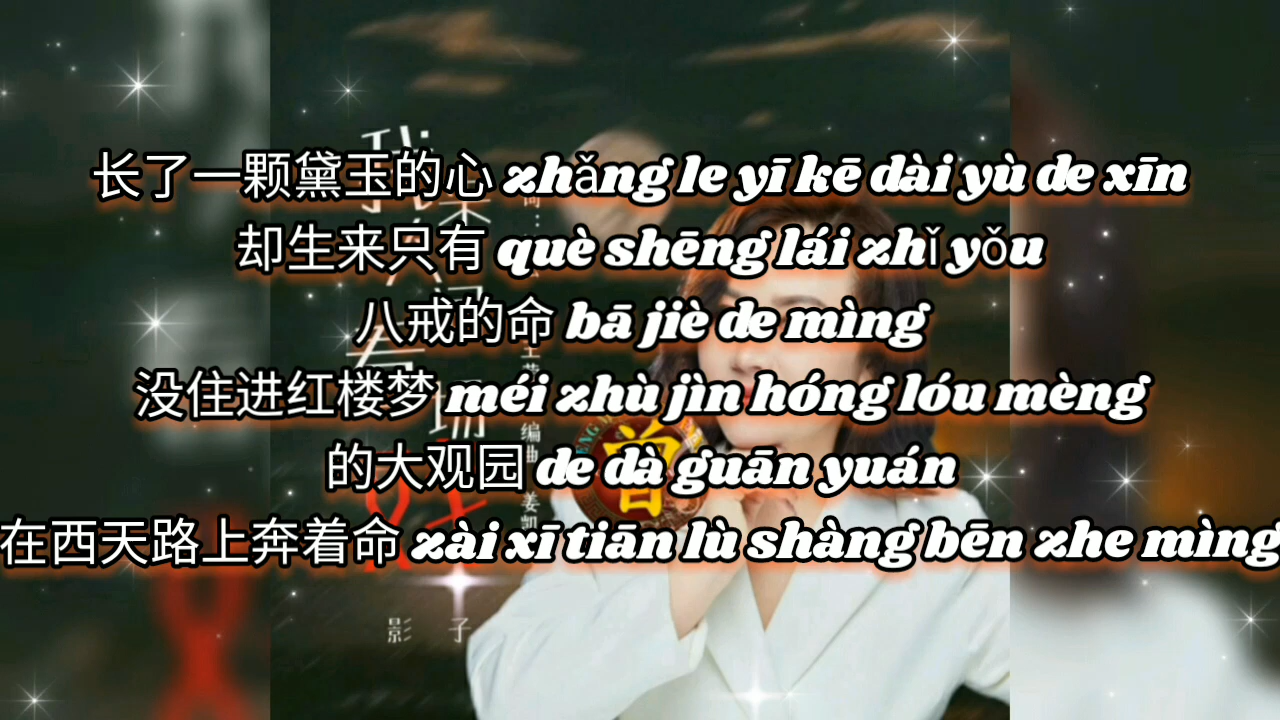 长了一颗黛玉的心 zhǎng le yī kē dài yù de xīn
却生来只有 què shēng lái zhǐ yǒu
八戒的命 bā jiè de mìng
没住进红楼梦 méi zhù jìn hóng lóu mèng
的大观园 de dà guān yuán
在西天路上奔着命 zài xī tiān lù shàng bēn zhe mìng
曾
影子